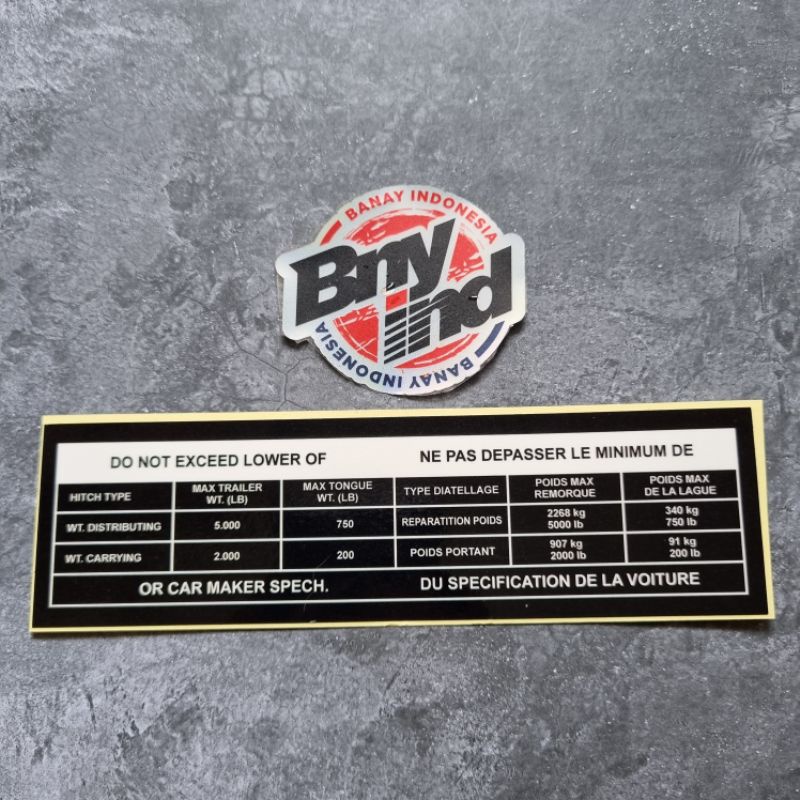 BANAY INDONESIA
Bny
ind
BANAY INDONESIA
DO NOT EXCEED LOWER OF NE PAS DEPASSER LE MINIMUM DE
HITCH TYPE MAX TRAILER WT. (LB) MAX TONGUE WT. (LB) TYPE DIATELLAGE POIDS MAX REMORQUE POIDS MAX DE LA LAGUE
WT. DISTRIBUTING 5.000 750 REPARATITION POIDS 2268 kg 5000 lb 340 kg 750 lb
WT. CARRYING 2.000 200 POIDS PORTANT 907 kg 2000 lb 91 kg 200 lb
OR CAR MAKER SPECH. DU SPECIFICATION DE LA VOITURE